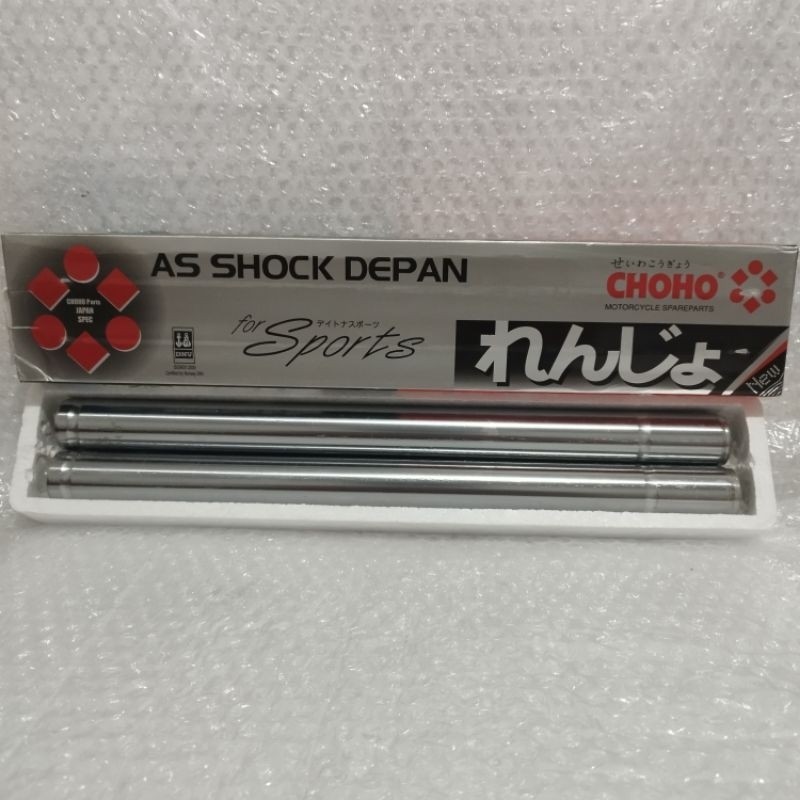 CHOHO Parts
JAPAN
SPEC
AS SHOCK DEPAN
DNV
for Sports
デイトナスポーツ
せいわこうぎょう
CHOHO®
MOTORCYCLE SPAREPARTS
れんじょ
New